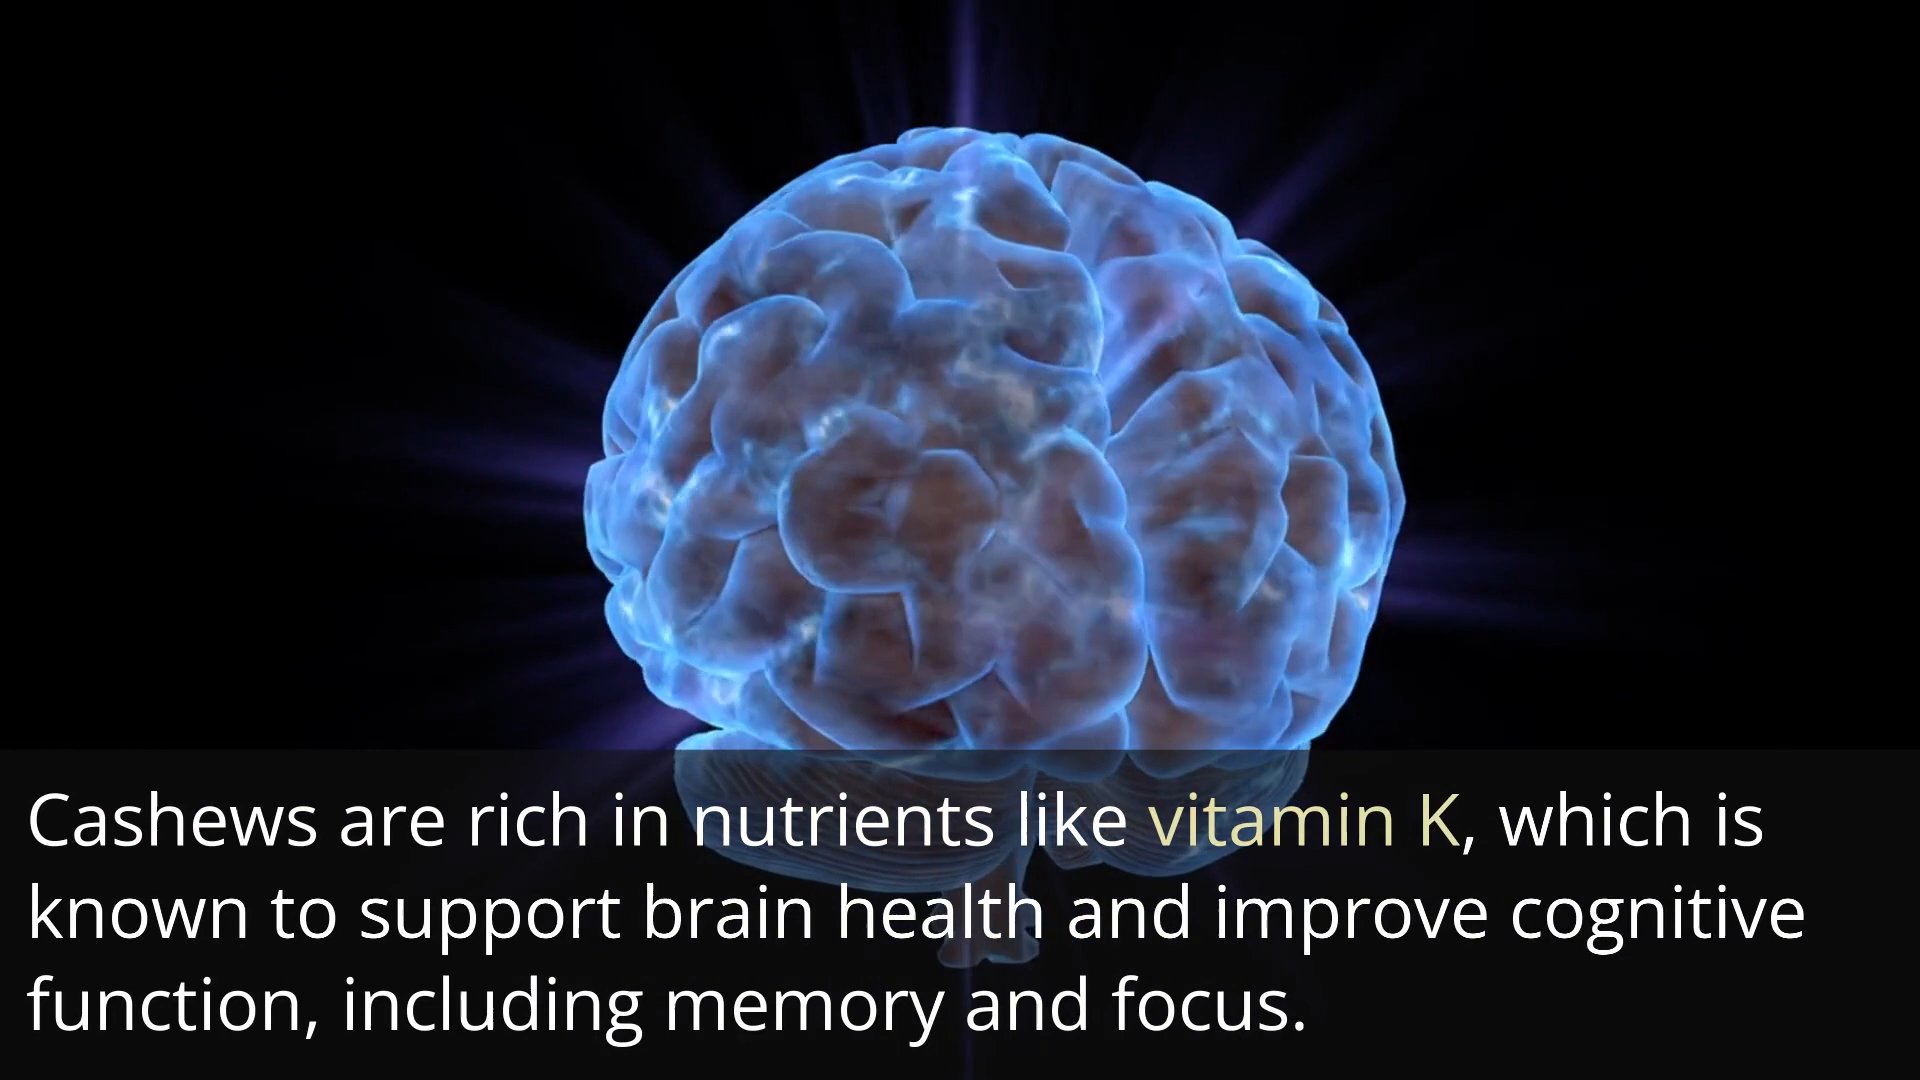 Cashews are rich in nutrients like vitamin K, which is
known to support brain health and improve cognitive
function, including memory and focus.